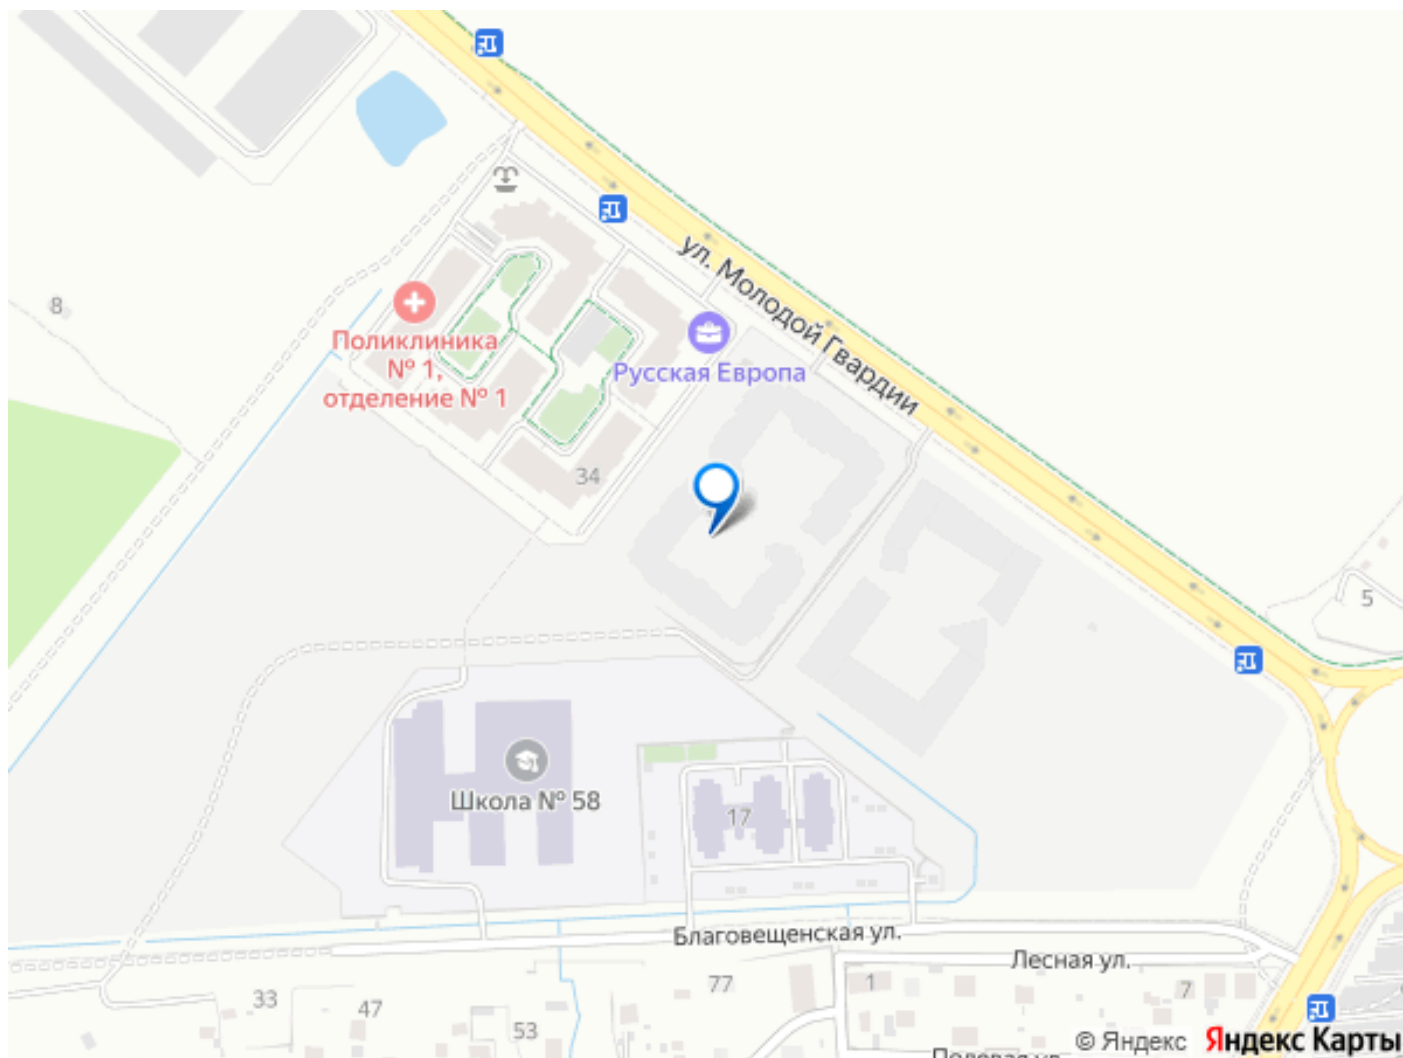 ул. Молодой Гвардии
8
Поликлиника
№ 1,
отделение № 1
Русская Европа
34
5
Школа № 58
17
Благовещенская ул.
Лесная ул.
77
1
7
33
47
53
© Яндекс
Яндекс Карты